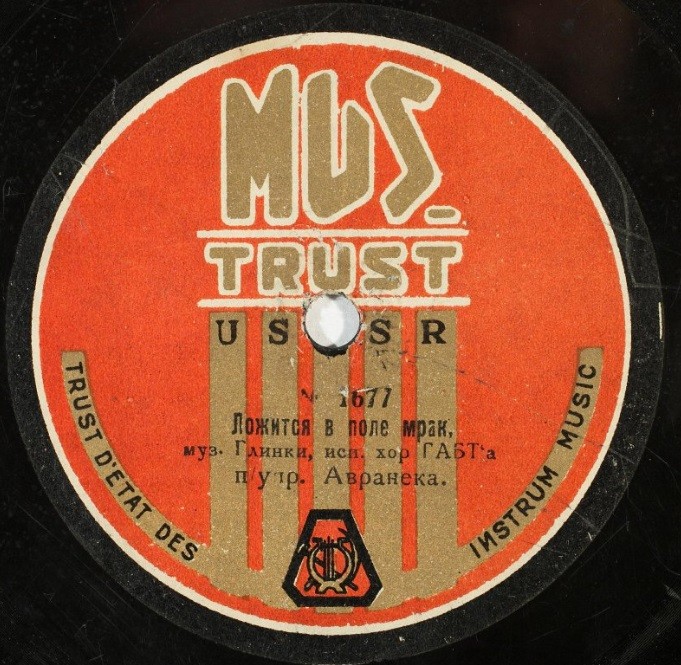 MUS.
TRUST
USSR
№ 1677
Ложится в поле мрак,
муз. Глинки, исп. хор ГАБТ'а
п/упр. Авранека.
TRUST D'ETAT DES
INSTRUM MUSIC